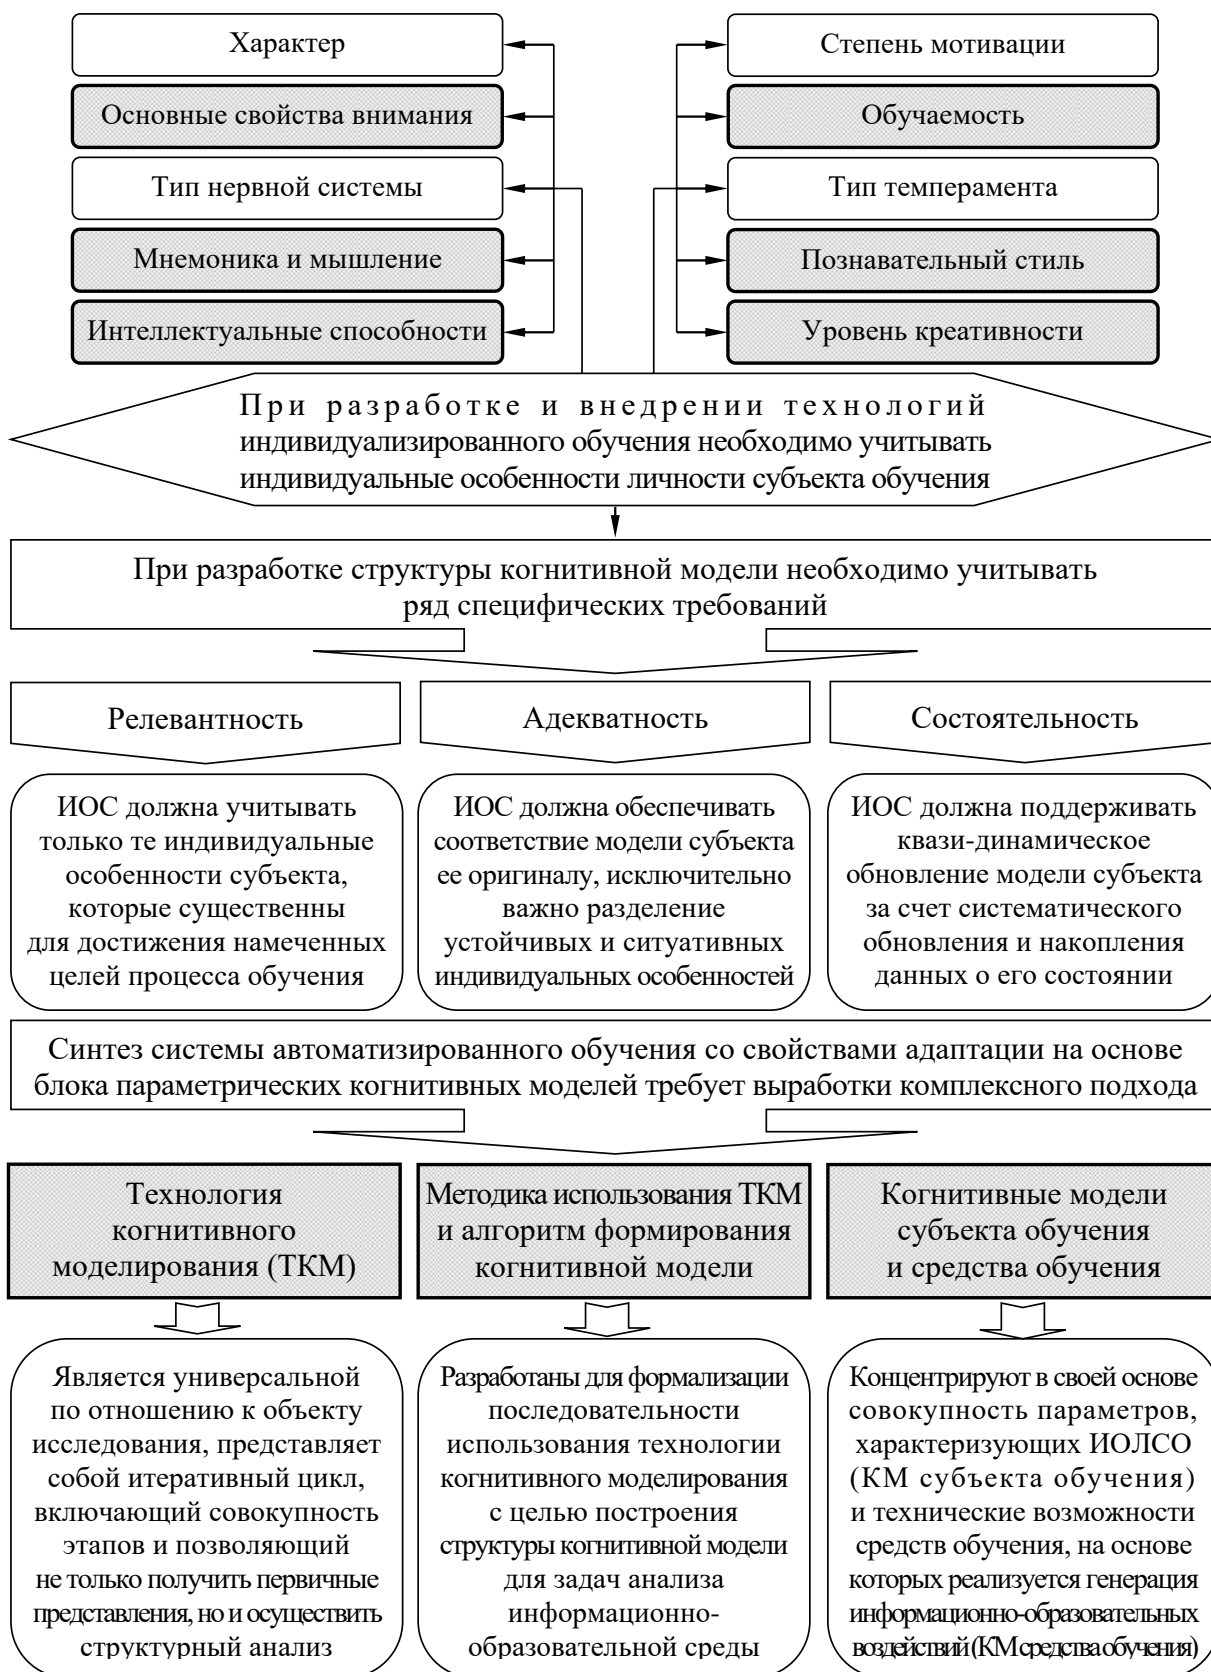 Характер
Основные свойства внимания
Тип нервной системы
Мнемоника и мышление
Интеллектуальные способности
Степень мотивации
Обучаемость
Тип темперамента
Познавательный стиль
Уровень креативности
При разработке и внедрении технологий
индивидуализированного обучения необходимо учитывать
индивидуальные особенности личности субъекта обучения
При разработке структуры когнитивной модели необходимо учитывать
ряд специфических требований
Релевантность
ИОС должна учитывать
только те индивидуальные
особенности субъекта,
которые существенны
для достижения намеченных
целей процесса обучения
Адекватность
ИОС должна обеспечивать
соответствие модели субъекта
ее оригиналу, исключительно
важно разделение
устойчивых и ситуативных
индивидуальных особенностей
Состоятельность
ИОС должна поддерживать
квази-динамическое
обновление модели субъекта
за счет систематического
обновления и накопления
данных о его состоянии
Синтез системы автоматизированного обучения со свойствами адаптации на основе
блока параметрических когнитивных моделей требует выработки комплексного подхода
Технология
когнитивного
моделирования (ТКМ)
Является универсальной
по отношению к объекту
исследования, представляет
собой итеративный цикл,
включающий совокупность
этапов и позволяющий
не только получить первичные
представления, но и осуществить
структурный анализ
Методика использования ТКМ
и алгоритм формирования
когнитивной модели
Разработаны для формализации
последовательности
использования технологии
когнитивного моделирования
с целью построения
структуры когнитивной модели
для задач анализа
информационно-
образовательной среды
Когнитивные модели
субъекта обучения
и средства обучения
Концентрируют в своей основе
совокупность параметров,
характеризующих ИОЛСО
(КМ субъекта обучения)
и технические возможности
средств обучения, на основе
которых реализуется генерация
информационно-образовательных
воздействий (КМ средства обучения)